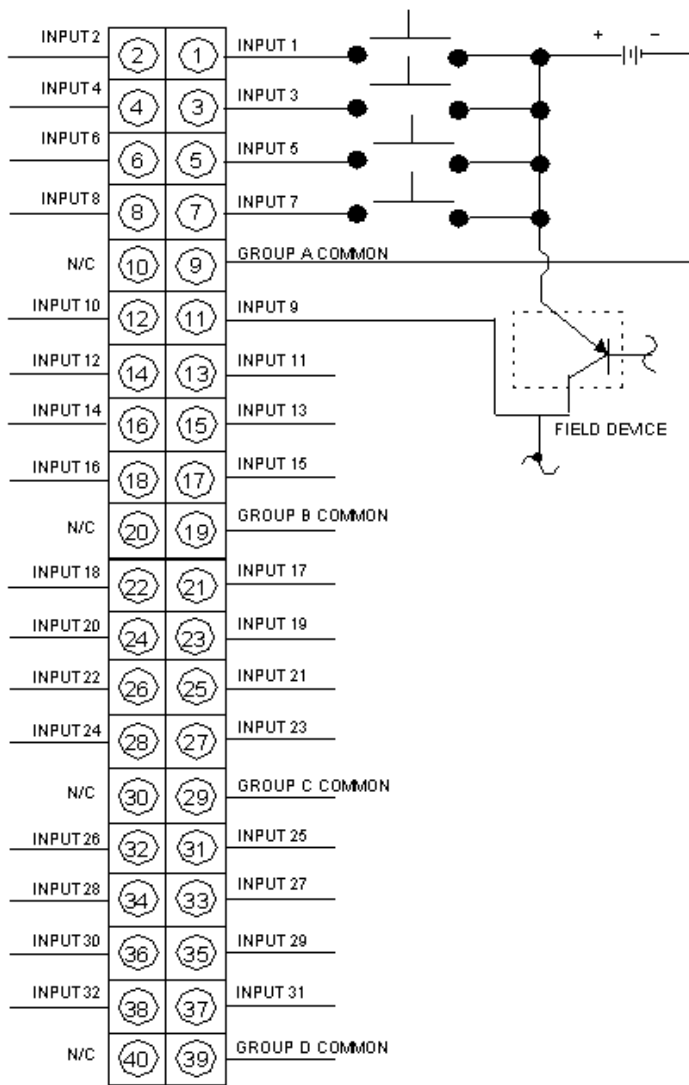 INPUT 2 2 1 INPUT 1 + -
INPUT 4 4 3 INPUT 3
INPUT 6 6 5 INPUT 5
INPUT 8 8 7 INPUT 7
N/C 10 9 GROUP A COMMON
INPUT 10 12 11 INPUT 9
INPUT 12 14 13 INPUT 11
INPUT 14 16 15 INPUT 13
FIELD DEVICE
INPUT 16 18 17 INPUT 15
N/C 20 19 GROUP B COMMON
INPUT 18 22 21 INPUT 17
INPUT 20 24 23 INPUT 19
INPUT 22 26 25 INPUT 21
INPUT 24 28 27 INPUT 23
N/C 30 29 GROUP C COMMON
INPUT 26 32 31 INPUT 25
INPUT 28 34 33 INPUT 27
INPUT 30 36 35 INPUT 29
INPUT 32 38 37 INPUT 31
N/C 40 39 GROUP D COMMON